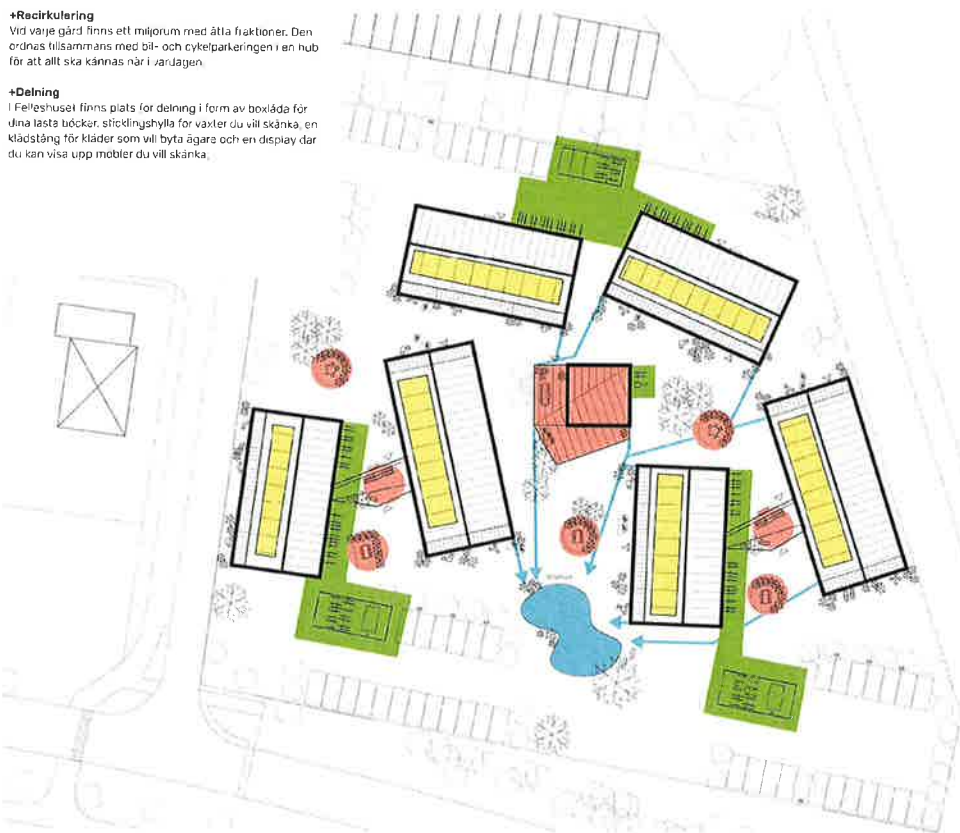 +Recirkulering
Vid varje gård finns ett miljörum med åtta fraktioner. Den
ordnas tillsammans med bil- och cykelparkeringen i en hub
för att allt ska kännas när i vardagen.
+Delning
I Felleshuset finns plats för delning i form av boxlåda för
dina lästa böcker, sticklingshylla för växter du vill skänka, en
klädstång för kläder som vill byta ägare och en display där
du kan visa upp möbler du vill skänka.